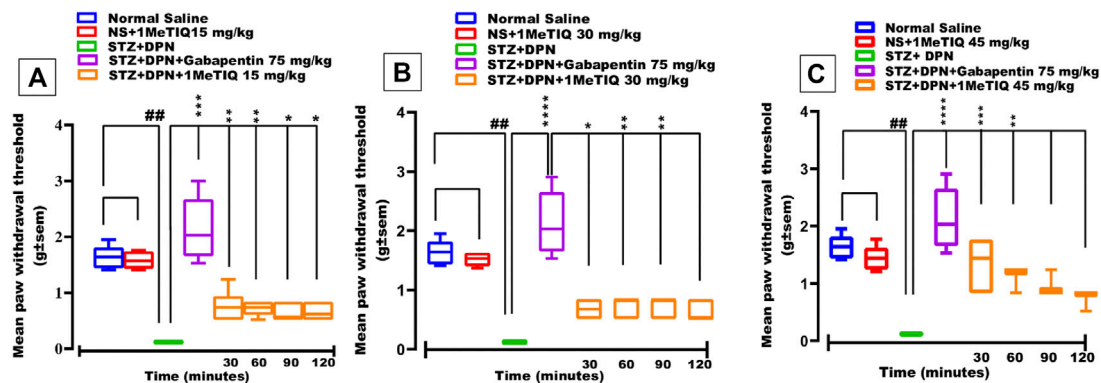 A
Normal Saline
NS+1MeTIQ15 mg/kg
STZ+DPN
STZ+DPN+Gabapentin 75 mg/kg
STZ+DPN+1MeTIQ 15 mg/kg
Mean paw withdrawal threshold
(g±sem)
4
3
2
1
0
##
***
**
**
*
*
30 60 90 120
Time (minutes)
B
Normal Saline
NS+1MeTIQ 30 mg/kg
STZ+DPN
STZ+DPN+Gabapentin 75 mg/kg
STZ+DPN+1MeTIQ 30 mg/kg
Mean paw withdrawal threshold
(g±sem)
4
3
2
1
0
##
****
*
**
**
30 60 90 120
Time (minutes)
C
Normal Saline
NS+1MeTIQ 45 mg/kg
STZ+ DPN
STZ+DPN+Gabapentin 75 mg/kg
STZ+DPN+1MeTIQ 45 mg/kg
Mean paw withdrawal threshold
(g±sem)
4
3
2
1
0
##
****
***
**
30 60 90 120
Time (minutes)